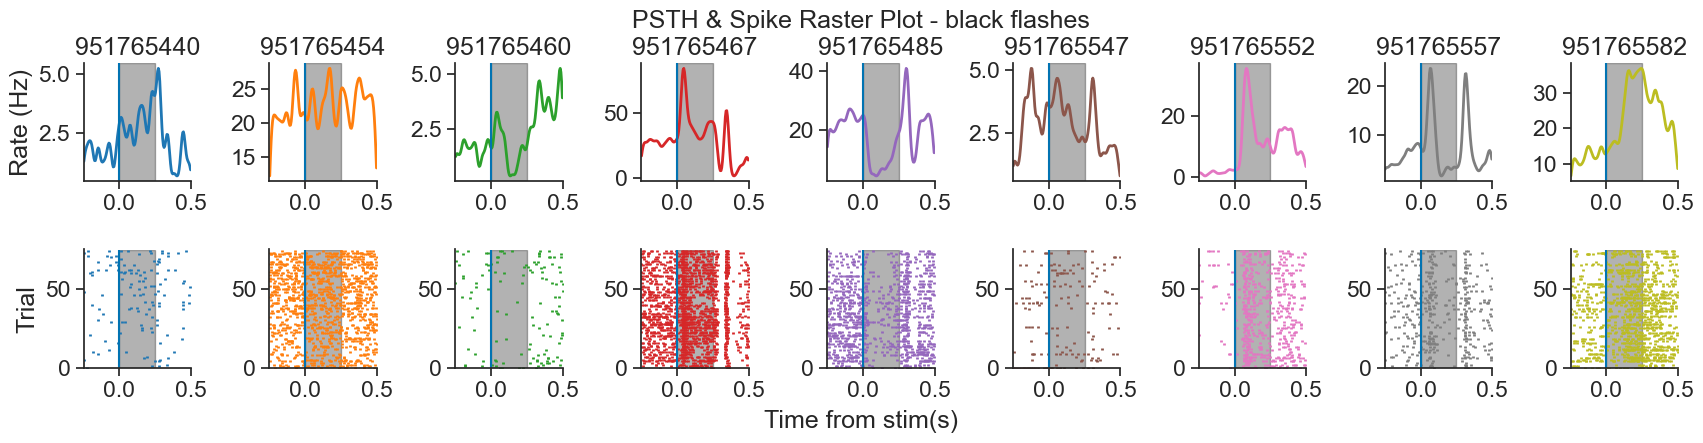 PSTH & Spike Raster Plot - black flashes
951765440 951765454 951765460 951765467 951765485 951765547 951765552 951765557 951765582
Rate (Hz)
5.0 2.5
25 20 15
5.0 2.5
50 0
40 20
5.0 2.5
20 0
20 10
30 20 10
0.0 0.5 0.0 0.5 0.0 0.5 0.0 0.5 0.0 0.5 0.0 0.5 0.0 0.5 0.0 0.5 0.0 0.5
Trial
50 50 50 50 50 50 50 50 50
0 0 0 0 0 0 0 0 0
0.0 0.5 0.0 0.5 0.0 0.5 0.0 0.5 0.0 0.5 0.0 0.5 0.0 0.5 0.0 0.5 0.0 0.5
Time from stim(s)